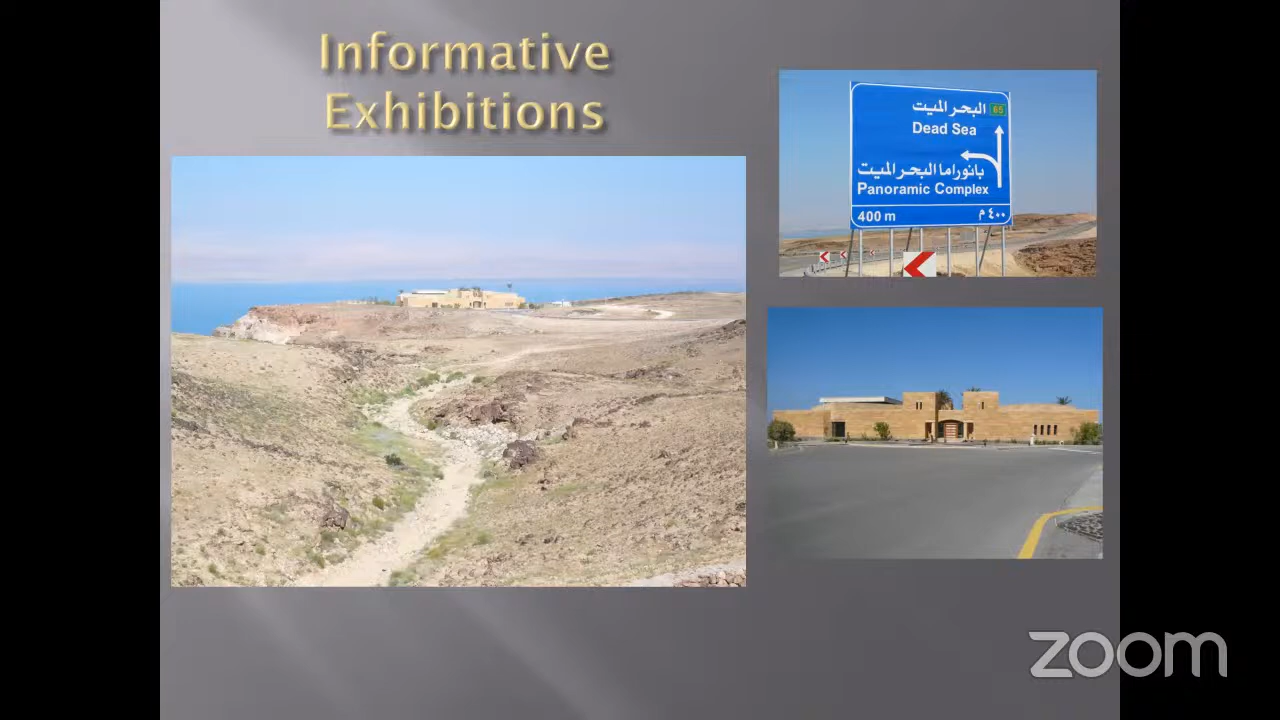 Informative
Exhibitions
البحر الميت 65
Dead Sea
بانوراما البحر الميت
Panoramic Complex
400 m ٤٠٠ م
zoom